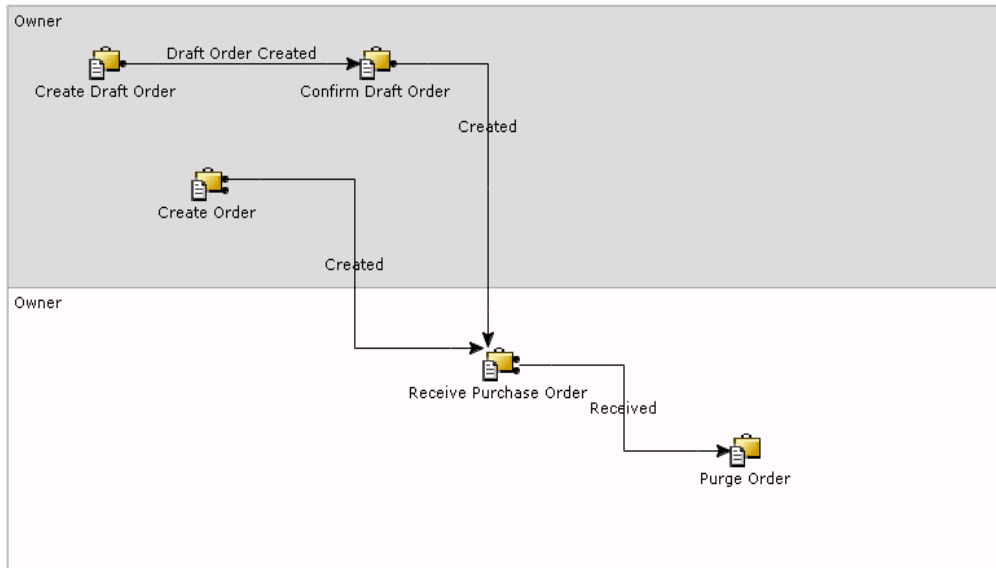 Owner
Draft Order Created
Create Draft Order
Confirm Draft Order
Created
Create Order
Created
Owner
Receive Purchase Order
Received
Purge Order